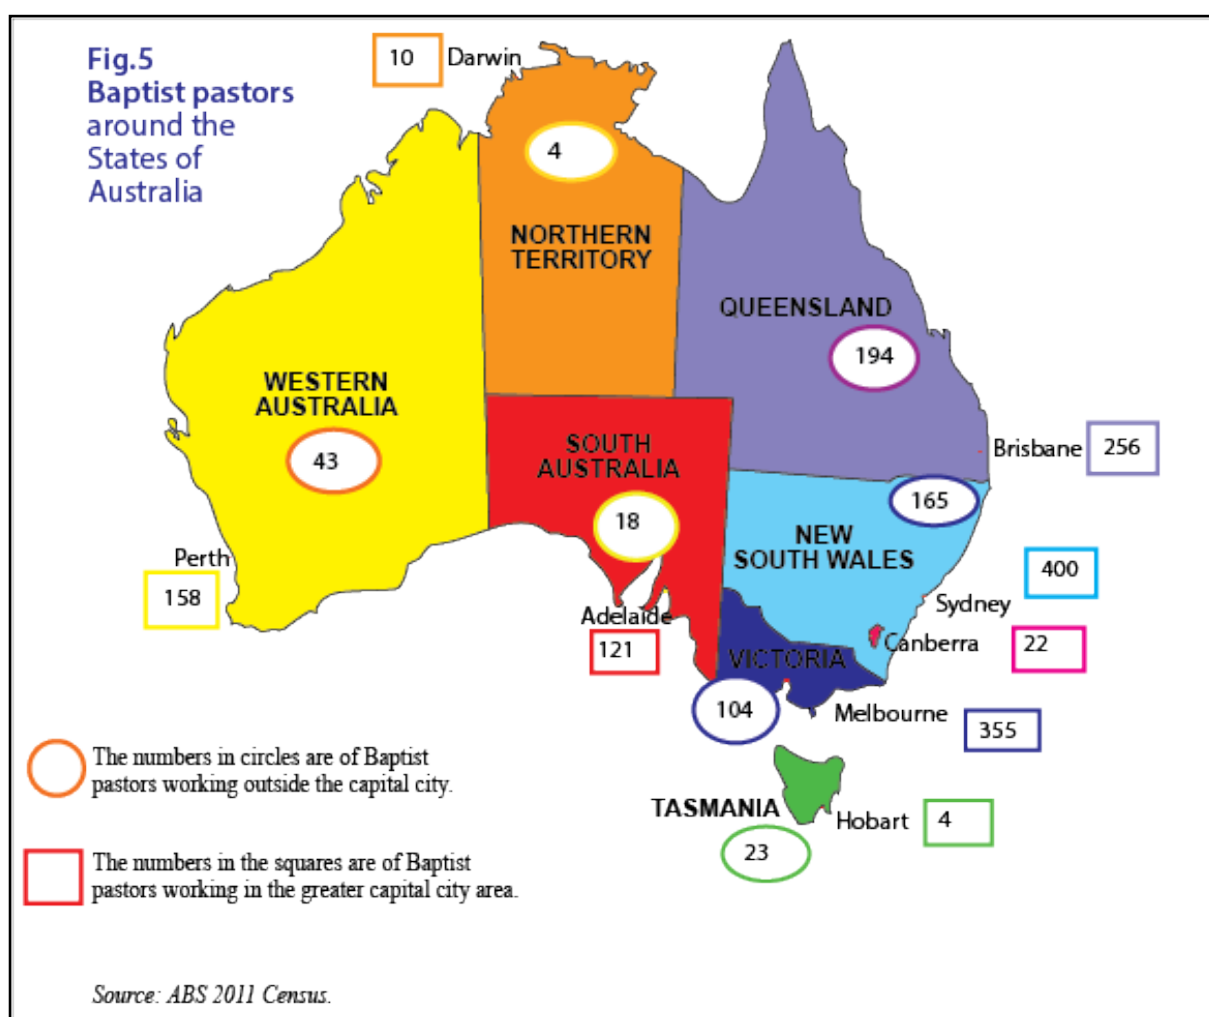 Fig.5
Baptist pastors
around the
States of
Australia
10 Darwin
4
NORTHERN
TERRITORY
QUEENSLAND
194
WESTERN
AUSTRALIA
43
SOUTH
AUSTRALIA
18
Brisbane 256
165
NEW
SOUTH WALES
Perth
158
400
Sydney
Adelaide
121
Canberra 22
VICTORIA
104
Melbourne 355
The numbers in circles are of Baptist
pastors working outside the capital city.
TASMANIA
Hobart 4
23
The numbers in the squares are of Baptist
pastors working in the greater capital city area.
Source: ABS 2011 Census.